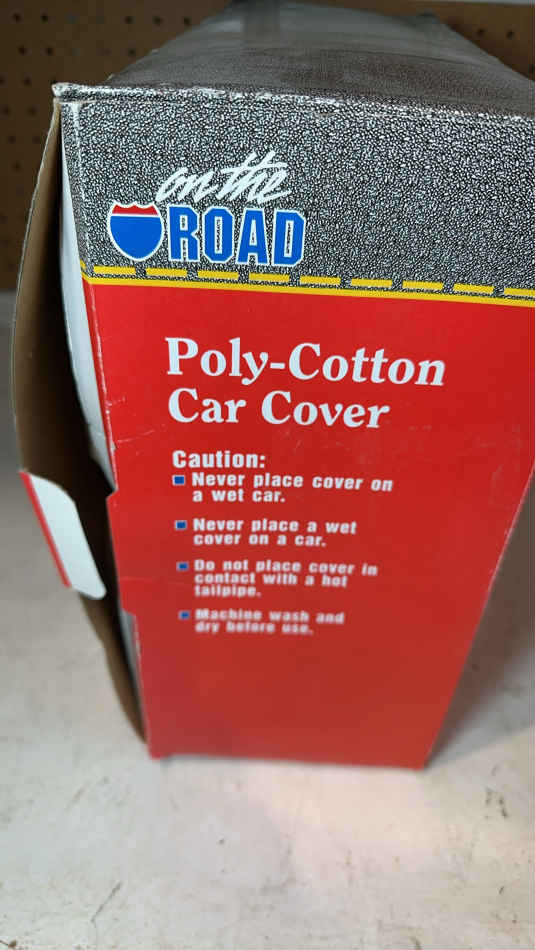 on the
ROAD
Poly-Cotton
Car Cover
Caution:
Never place cover on
a wet car.
Never place a wet
cover on a car.
Do not place cover in
contact with a hot
tailpipe.
Machine wash and
dry before use.